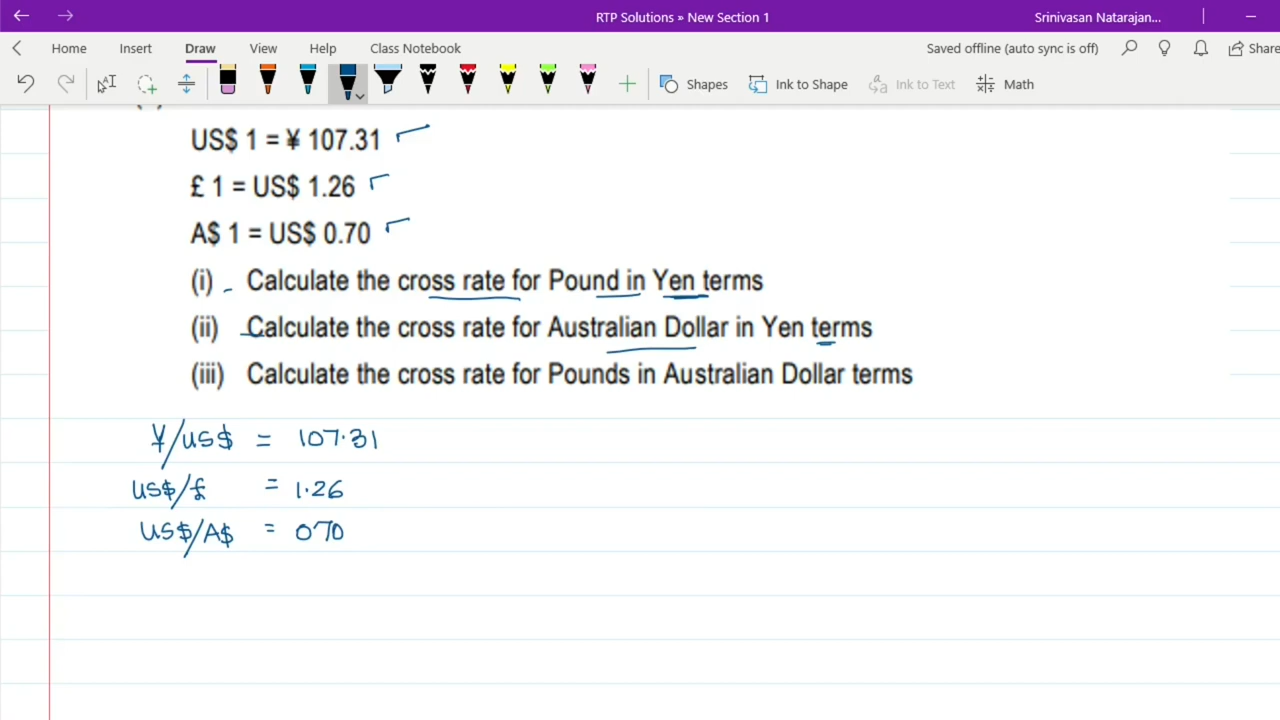 RTP Solutions » New Section 1
Srinivasan Natarajan...
Home Insert Draw View Help Class Notebook
Saved offline (auto sync is off)
Share
Shapes
Ink to Shape
Ink to Text
Math
US$ 1 = ¥ 107.31
£ 1 = US$ 1.26
A$ 1 = US$ 0.70
(i) Calculate the cross rate for Pound in Yen terms
(ii) Calculate the cross rate for Australian Dollar in Yen terms
(iii) Calculate the cross rate for Pounds in Australian Dollar terms
¥/US$ = 107.31
US$/£ = 1.26
US$/A$ = 0.70